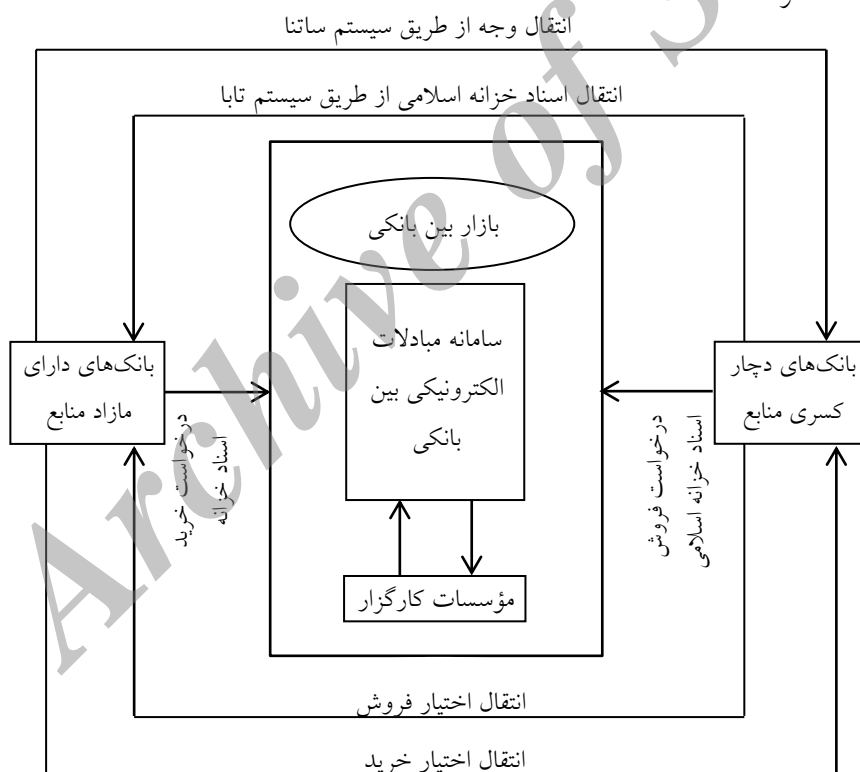 انتقال وجه از طریق سیستم ساتنا
انتقال اسناد خزانه اسلامی از طریق سیستم تابا
بازار بین بانکی
سامانه مبادلات
الکترونیکی بین
بانکی
بانک‌های دچار
کسری منابع
بانک‌های دارای
مازاد منابع
درخواست فروش
اسناد خزانه اسلامی
درخواست خرید
اسناد خزانه
مؤسسات کارگزار
انتقال اختیار فروش
انتقال اختیار خرید
Archive of S